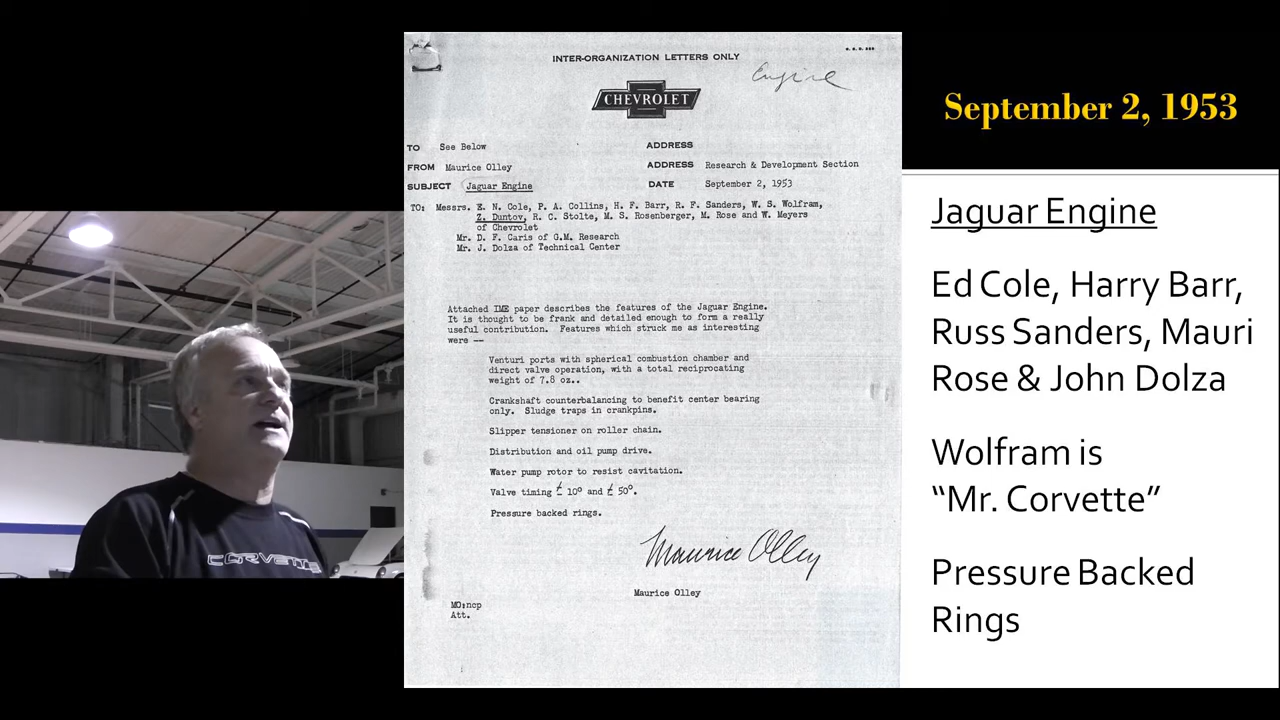 INTER-ORGANIZATION LETTERS ONLY
Engine
CHEVROLET
TO See Below
ADDRESS
FROM Maurice Olley
ADDRESS Research & Development Section
SUBJECT Jaguar Engine
DATE September 2, 1953
TO: Messrs. E. N. Cole, P. A. Collins, H. F. Barr, R. F. Sanders, W. S. Wolfram,
Z. Duntov, R. C. Stolte, M. S. Rosenberger, M. Rose and W. Meyers
of Chevrolet
Mr. D. F. Caris of G.M. Research
Mr. J. Dolza of Technical Center
Attached IME paper describes the features of the Jaguar Engine.
It is thought to be frank and detailed enough to form a really
useful contribution. Features which struck me as interesting
were --
Venturi ports with spherical combustion chamber and
direct valve operation, with a total reciprocating
weight of 7.8 oz..
Crankshaft counterbalancing to benefit center bearing
only. Sludge traps in crankpins.
Slipper tensioner on roller chain.
Distribution and oil pump drive.
Water pump rotor to resist cavitation.
Valve timing ± 10° and ± 50°.
Pressure backed rings.
Maurice Olley
Maurice Olley
MO:ncp
Att.
September 2, 1953
Jaguar Engine
Ed Cole, Harry Barr,
Russ Sanders, Mauri
Rose & John Dolza
Wolfram is
“Mr. Corvette”
Pressure Backed
Rings
CORVETTE